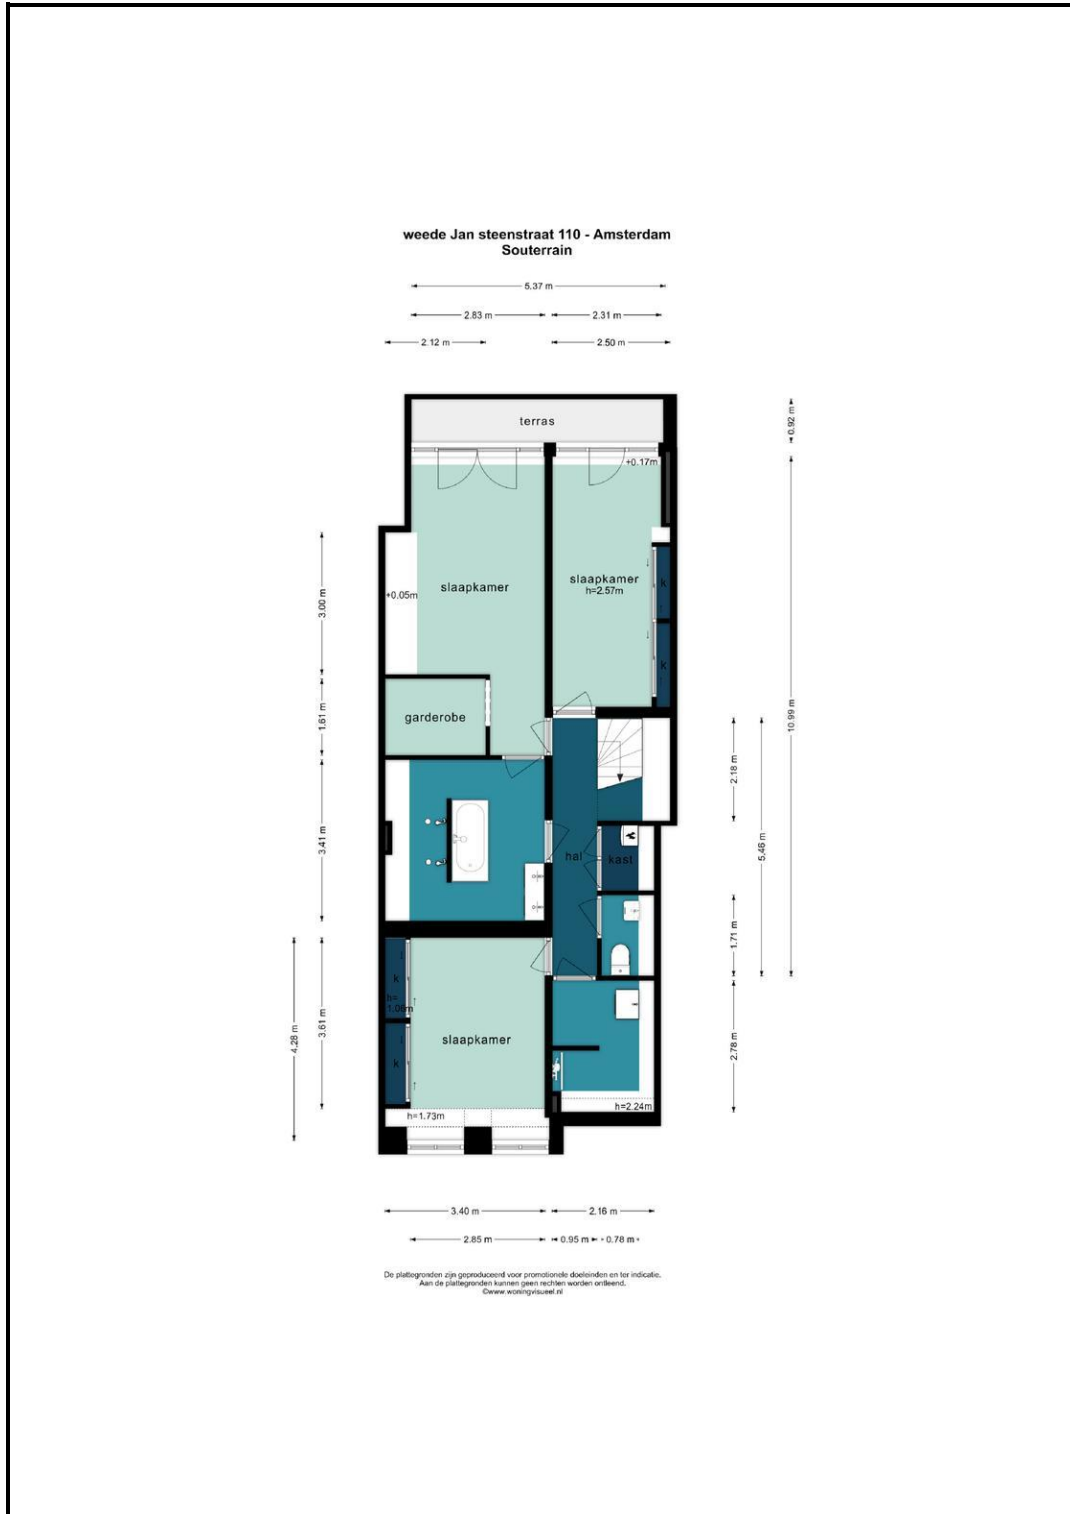 weede Jan steenstraat 110 - Amsterdam
Souterrain
5.37 m
2.83 m 2.31 m
2.12 m 2.50 m
terras
0.92 m
+0.17m
slaapkamer
slaapkamer
h=2.57m
+0.05m
k
k
3.00 m
10.99 m
garderobe
1.61 m
2.18 m
3.41 m
5.46 m
hal
kast
1.71 m
k
h=
1.00m
k
slaapkamer
3.61 m
4.28 m
2.78 m
h=1.73m
h=2.24m
3.40 m 2.16 m
2.85 m 0.95 m 0.78 m
De plattegronden zijn geproduceerd voor promotionele doeleinden en ter indicatie.
Aan de plattegronden kunnen geen rechten worden ontleend.
©www.woningvisueel.nl